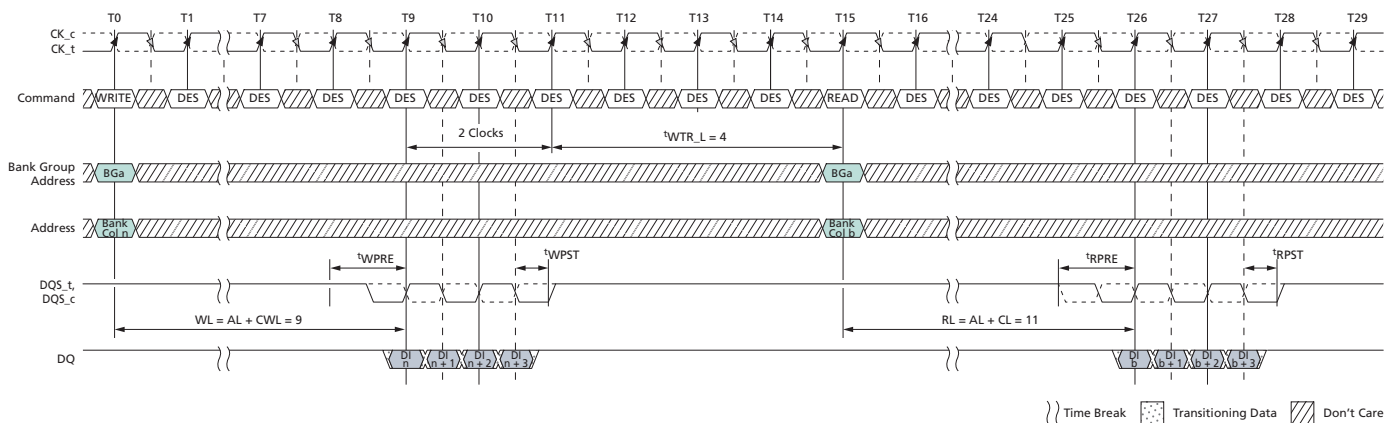 T0 T1 T7 T8 T9 T10 T11 T12 T13 T14 T15 T16 T24 T25 T26 T27 T28 T29
CK_c
CK_t
Command WRITE DES DES DES DES DES DES DES DES DES READ DES DES DES DES DES DES DES
2 Clocks tWTR_L = 4
Bank Group
Address BGa BGa
Address Bank
Col n Bank
Col b
tWPRE tWPST tRPRE tRPST
DQS_t,
DQS_c
WL = AL + CWL = 9 RL = AL + CL = 11
DQ DI
n DI
n + 1 DI
n + 2 DI
n + 3 DI
b DI
b + 1 DI
b + 2 DI
b + 3
Time Break Transitioning Data Don't Care